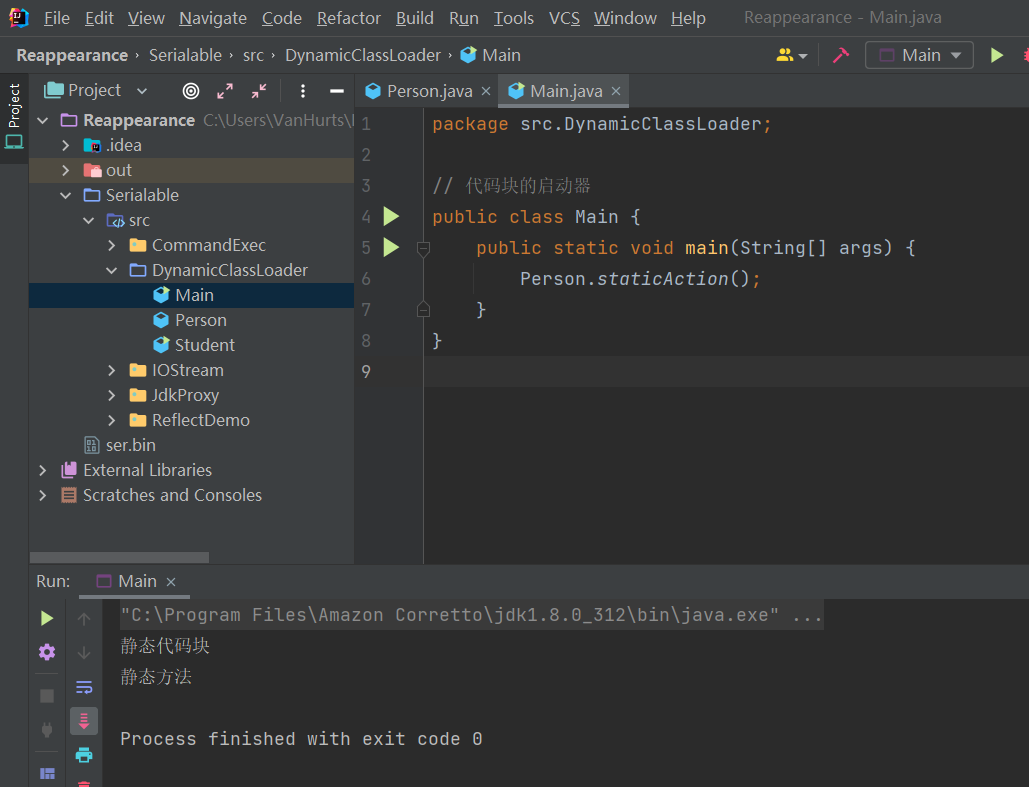 File Edit View Navigate Code Refactor Build Run Tools VCS Window Help Reappearance - Main.java
Reappearance › Serialable › src › DynamicClassLoader › Main Main
Project
Project
Person.java × Main.java ×
Reappearance C:\Users\VanHurts\
.idea
out
Serialable
src
CommandExec
DynamicClassLoader
Main
Person
Student
IOStream
JdkProxy
ReflectDemo
ser.bin
External Libraries
Scratches and Consoles
1 package src.DynamicClassLoader;
2
3 // 代码块的启动器
4 public class Main {
5 public static void main(String[] args) {
6 Person.staticAction();
7 }
8 }
9
Run: Main ×
"C:\Program Files\Amazon Corretto\jdk1.8.0_312\bin\java.exe" ...
静态代码块
静态方法
Process finished with exit code 0